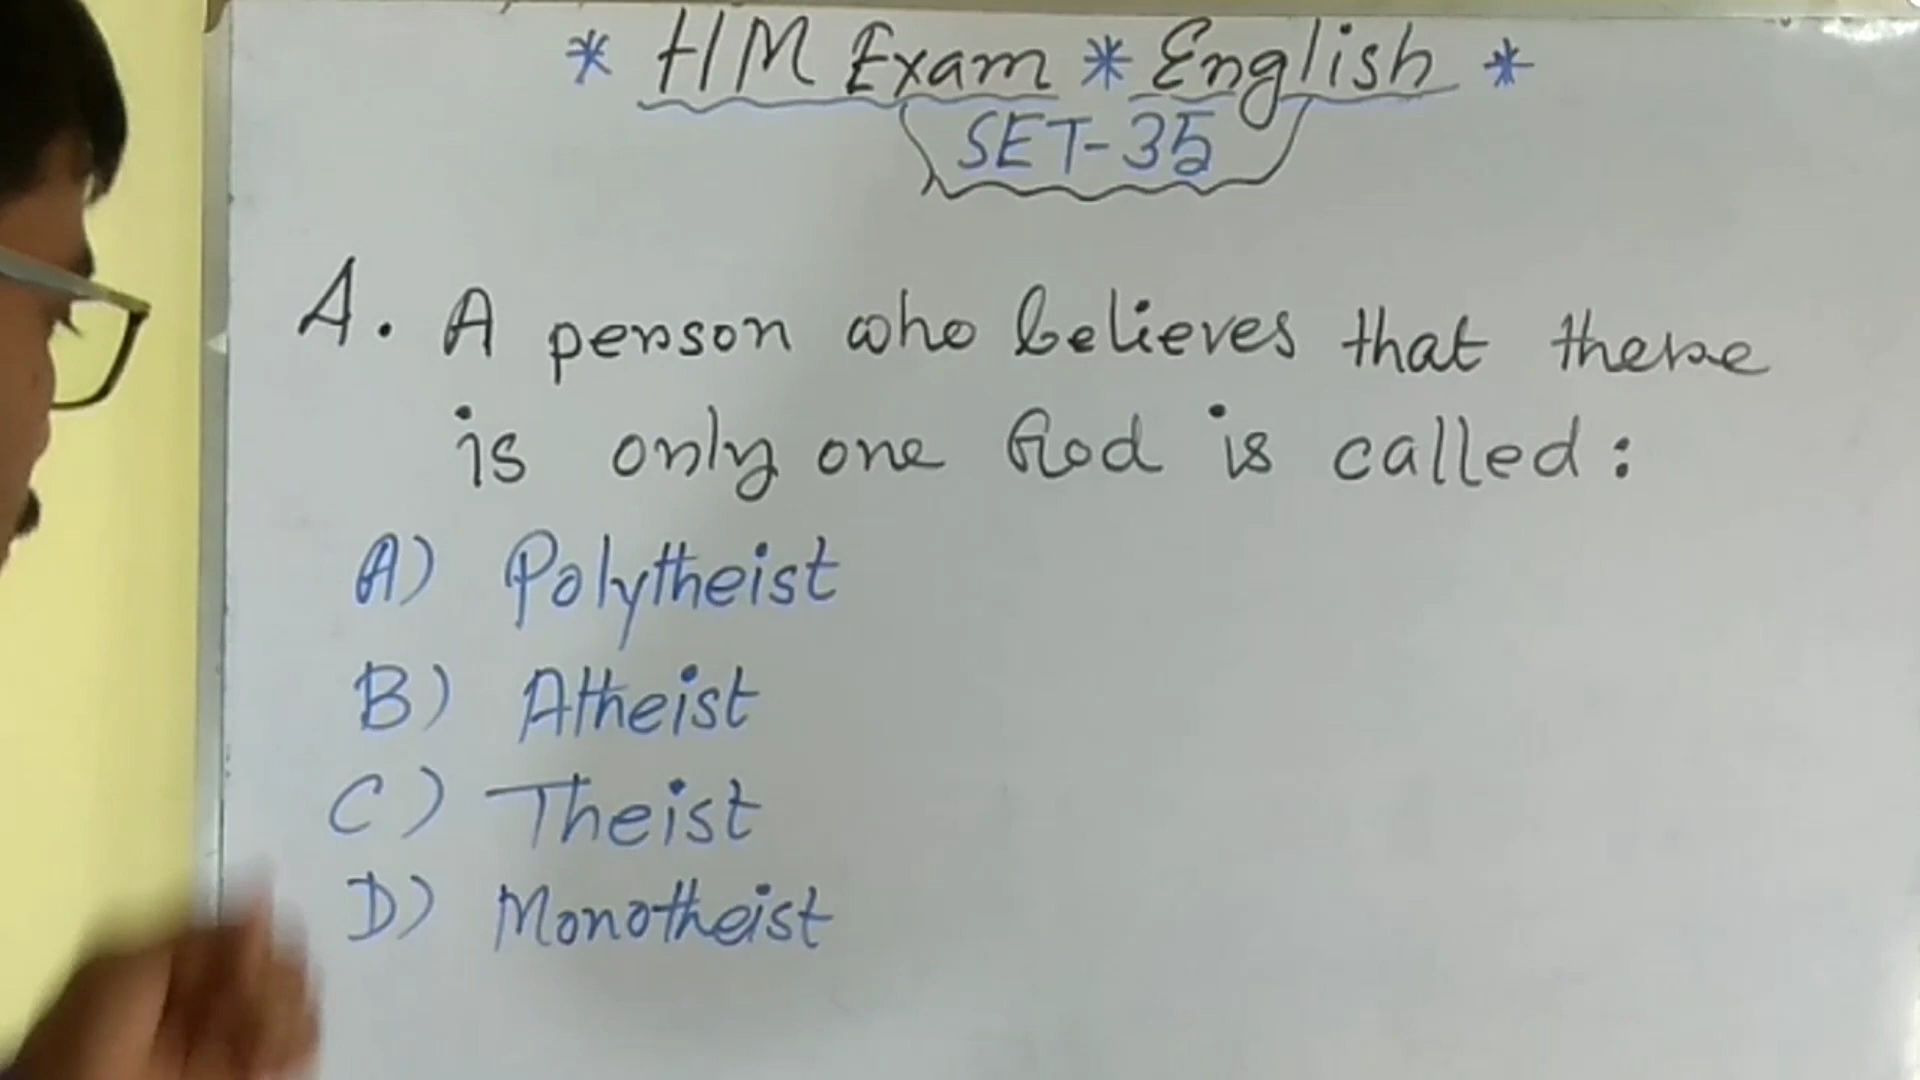 * HM Exam * English *
SET-35
A. A person who believes that there
is only one God is called:
A) Polytheist
B) Atheist
C) Theist
D) Monotheist